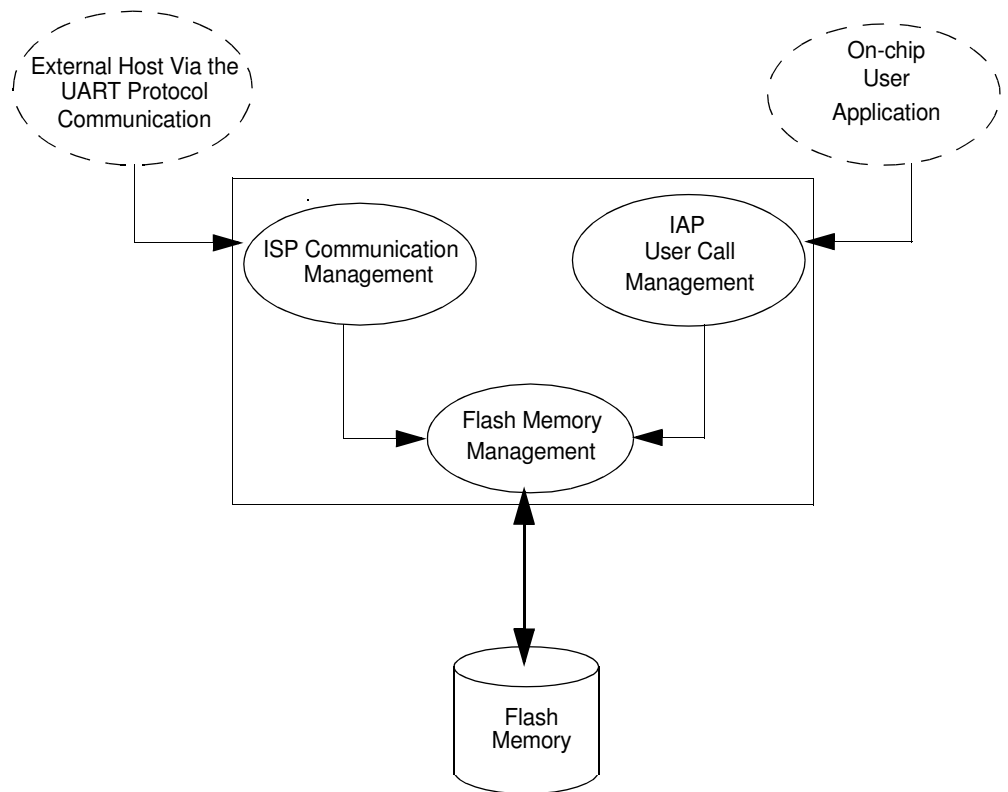 External Host Via the
UART Protocol
Communication
On-chip
User
Application
ISP Communication
Management
IAP
User Call
Management
Flash Memory
Management
Flash
Memory